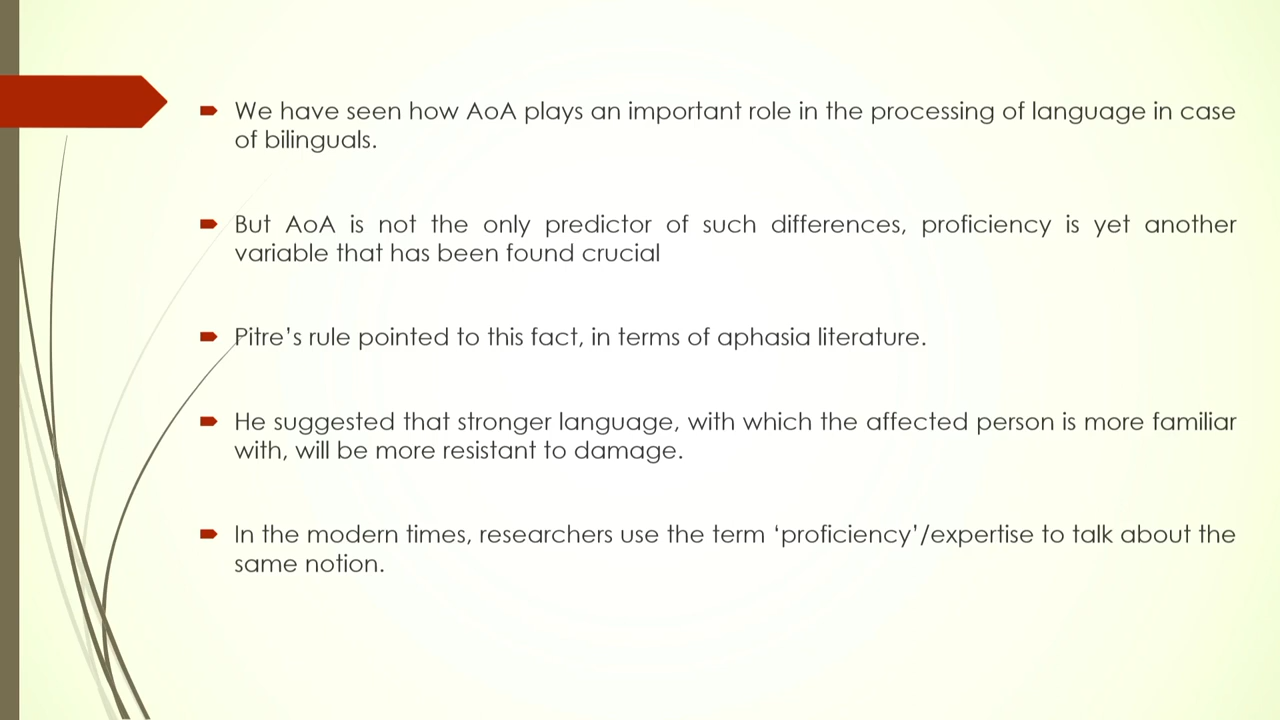 We have seen how AoA plays an important role in the processing of language in case
of bilinguals.
But AoA is not the only predictor of such differences, proficiency is yet another
variable that has been found crucial
Pitre’s rule pointed to this fact, in terms of aphasia literature.
He suggested that stronger language, with which the affected person is more familiar
with, will be more resistant to damage.
In the modern times, researchers use the term ‘proficiency’/expertise to talk about the
same notion.